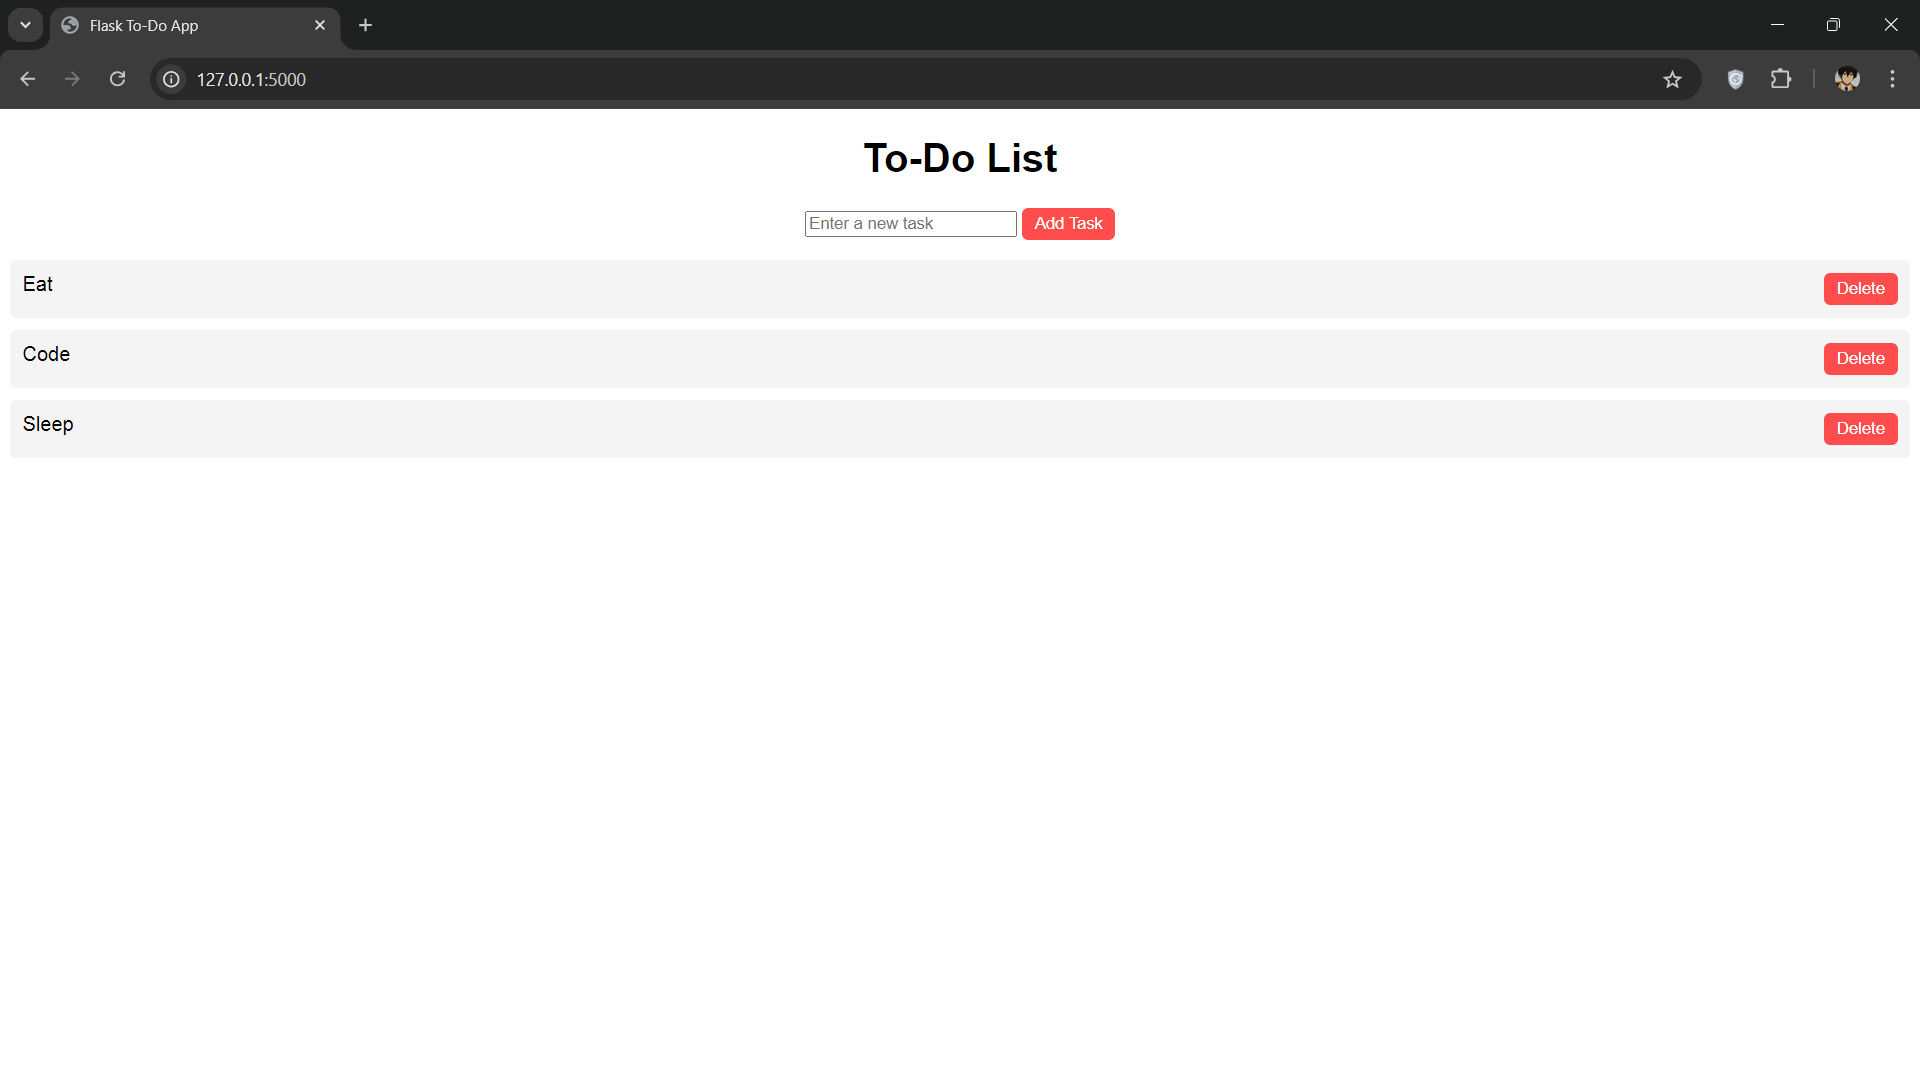 Flask To-Do App
127.0.0.1:5000
To-Do List
Enter a new task Add Task
Eat Delete
Code Delete
Sleep Delete